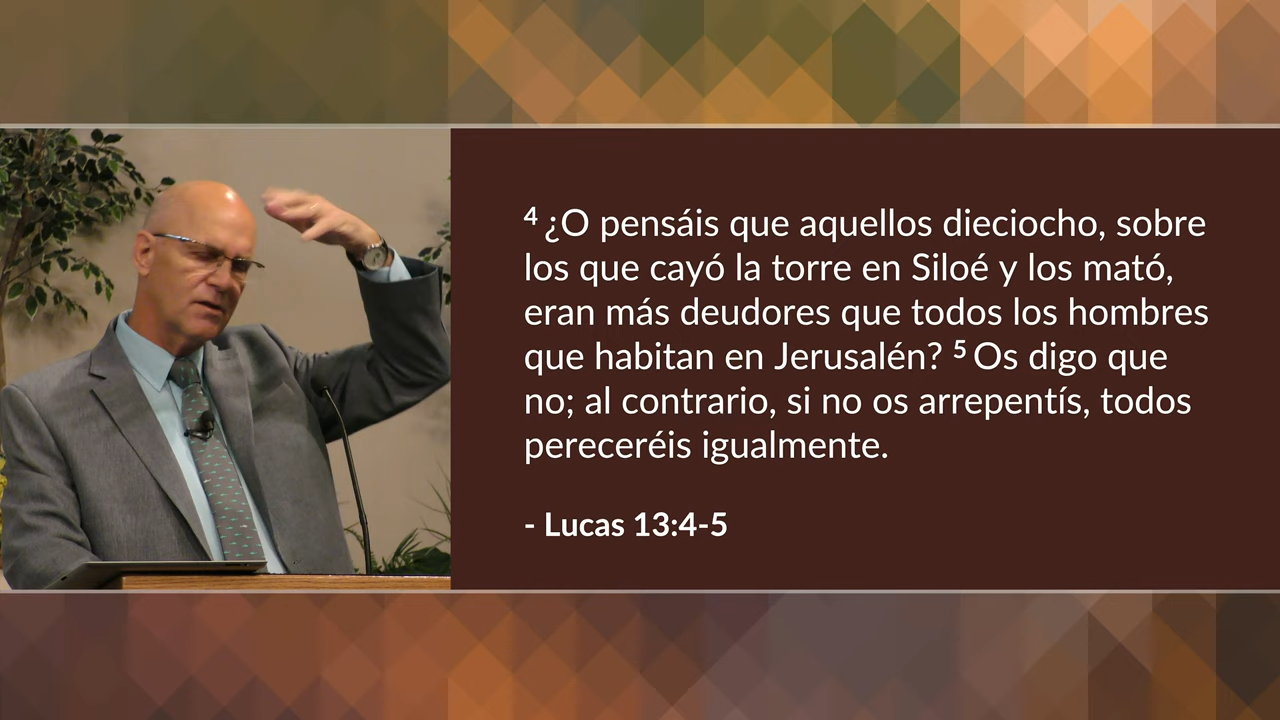 4 ¿O pensáis que aquellos dieciocho, sobre
los que cayó la torre en Siloé y los mató,
eran más deudores que todos los hombres
que habitan en Jerusalén? 5 Os digo que
no; al contrario, si no os arrepentís, todos
pereceréis igualmente.
- Lucas 13:4-5